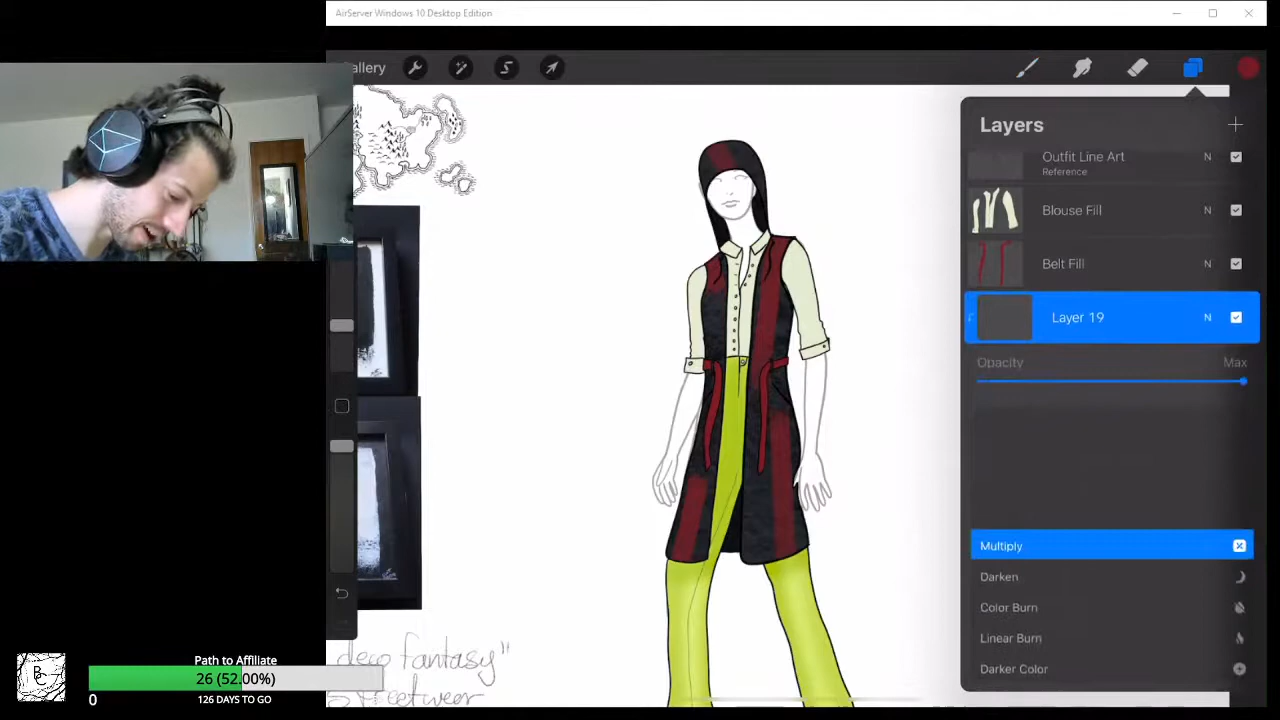 AirServer Windows 10 Desktop Edition
allery
Layers
Outfit Line Art
N
Reference
Blouse Fill
N
Belt Fill
N
Layer 19
N
Opacity
Max
Multiply
Darken
Color Burn
Linear Burn
Darker Color
deco fantasy"
Streetwear
Path to Affiliate
26 (52.00%)
0
126 DAYS TO GO